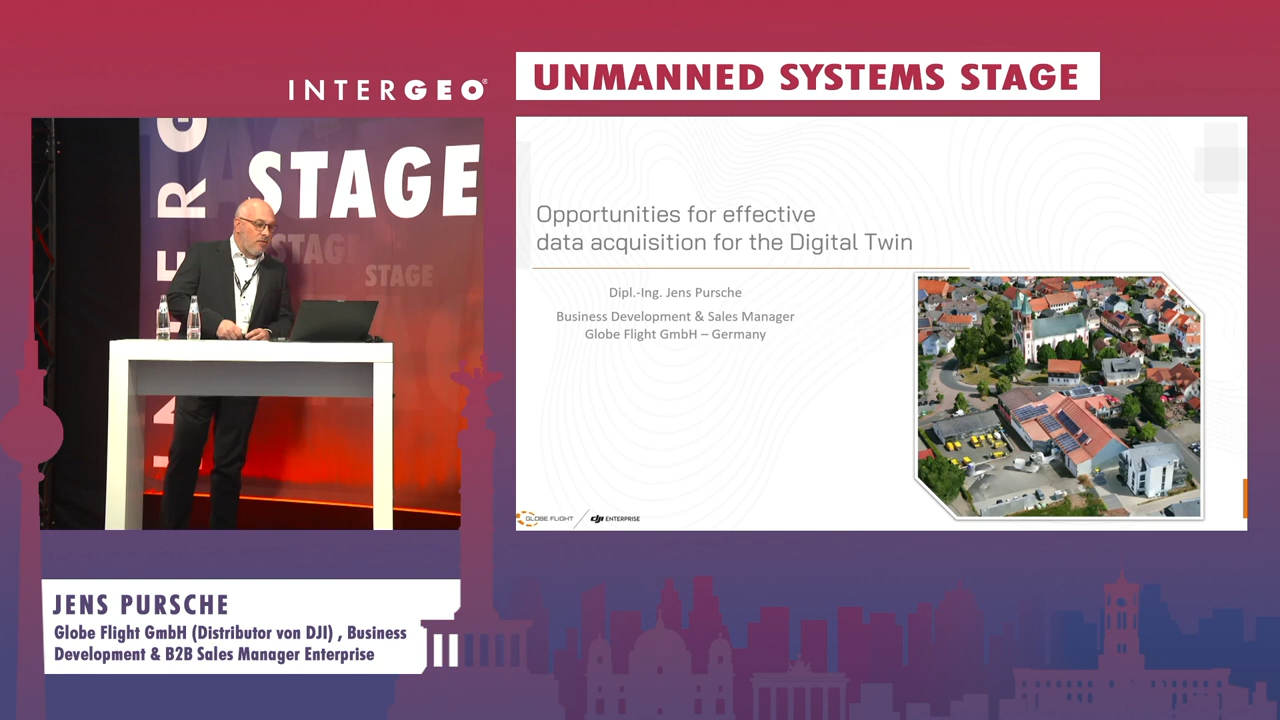 INTERGEO®
UNMANNED SYSTEMS STAGE
STAGE
STAGE
STAGE
Opportunities for effective
data acquisition for the Digital Twin
Dipl.-Ing. Jens Pursche
Business Development & Sales Manager
Globe Flight GmbH – Germany
GLOBE FLIGHT
dji ENTERPRISE
JENS PURSCHE
Globe Flight GmbH (Distributor von DJI) , Business
Development & B2B Sales Manager Enterprise